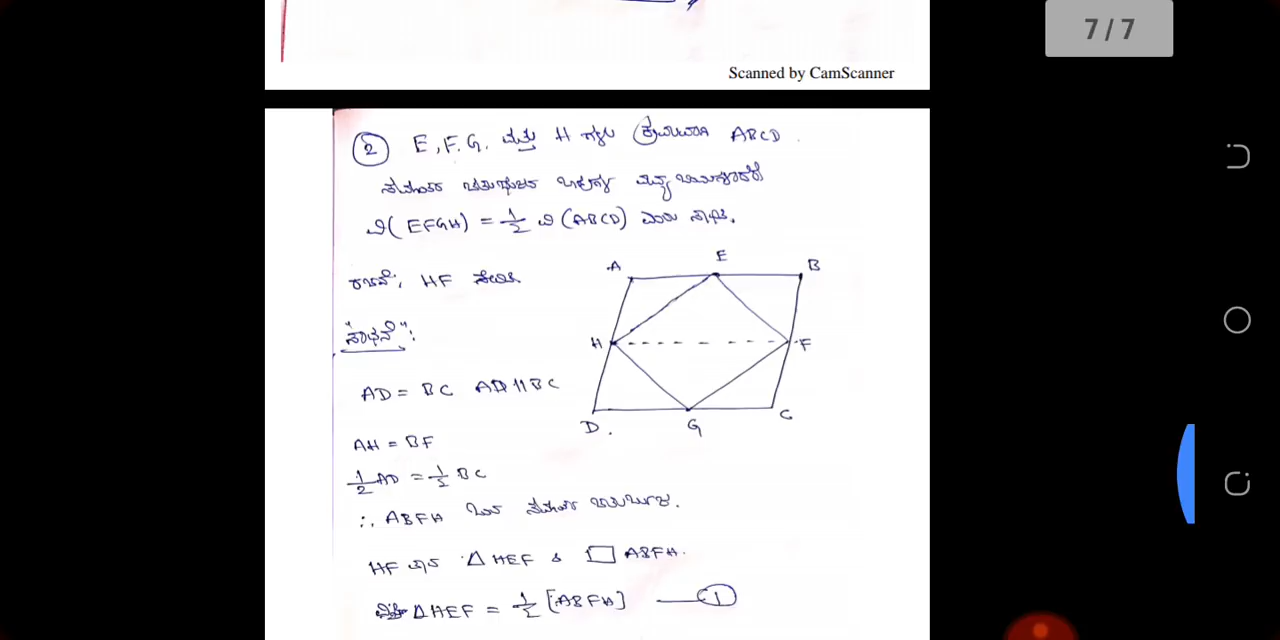 7 / 7
Scanned by CamScanner
② E, F, G. ಮತ್ತು H ಗಳು ಕ್ರಮವಾಗಿ ABCD
ಸಮಾಂತರ ಚತುರ್ಭುಜದ ಬಾಹುಗಳ ಮಧ್ಯಬಿಂದುಗಳಾದರೆ
ವಿ( EFGH) = 1/2 ವಿ (ABCD) ಎಂದು ಸಾಧಿಸಿ.
ರಚನೆ; HF ಸೇರಿಸಿ
"ಸಾಧನೆ":
A E B
H F
D. G C
AD = BC AD || BC
AH = BF
1/2 AD = 1/2 BC
∴ ABFH ಒಂದು ಸಮಾಂತರ ಚತುರ್ಭುಜ.
HF △ HEF & □ ABFH.
△HEF = 1/2 [ABFH] —①